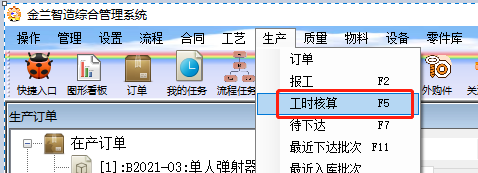 金兰智造综合管理系统
操作 管理 设置 流程 合同 工艺 生产 质量 物料 设备 零件库
快捷入口 图形看板 订单 我的任务 流程任务 外购件
订单
报工 F2
工时核算 F5
待下达 F7
最近下达批次 F11
最近入库批次
生产订单
在产订单
[1]:B2021-03:单人弹射器